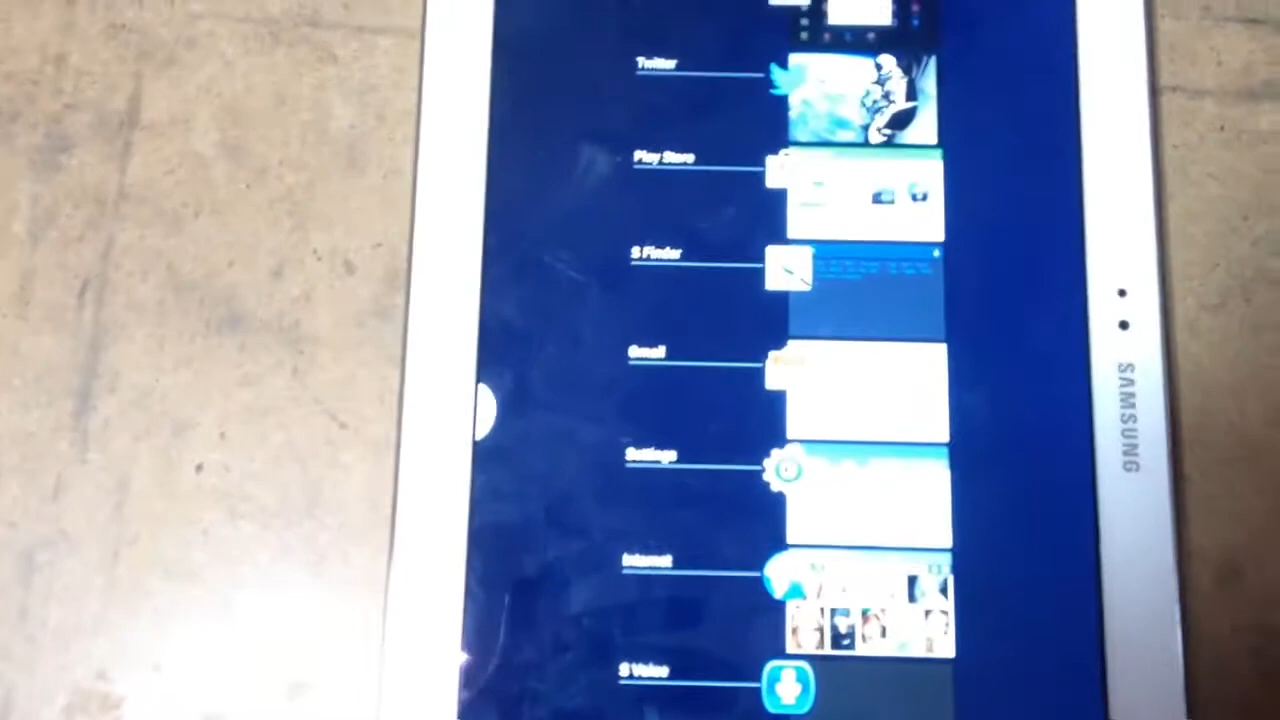 Twitter
Play Store
S Finder
Gmail
Settings
Internet
S Voice
SAMSUNG